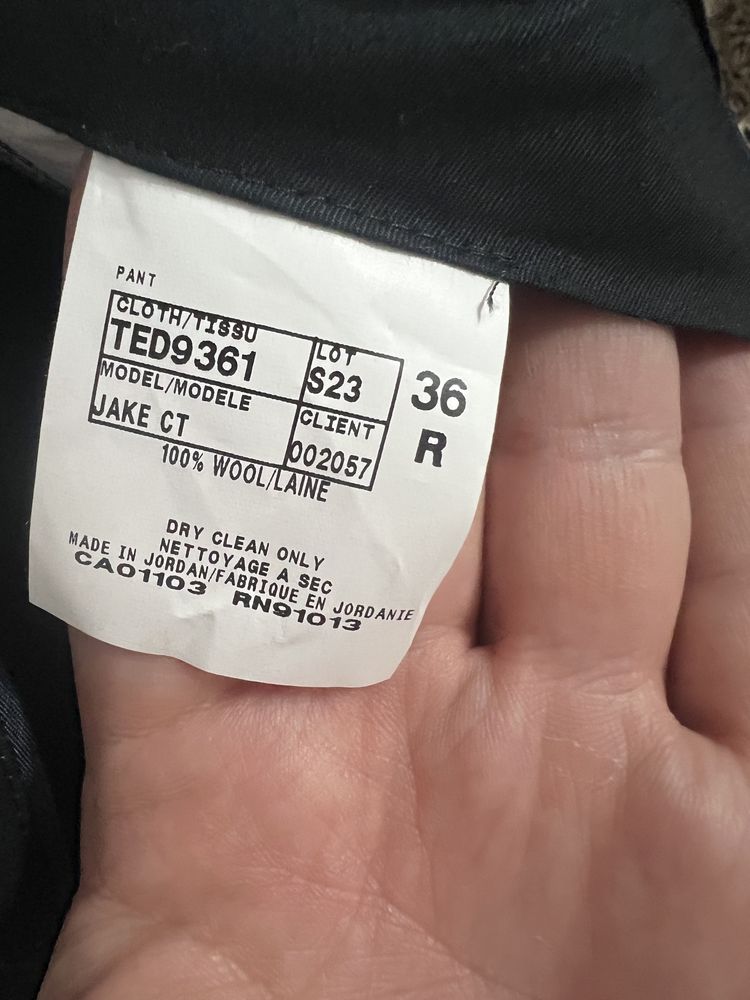 PANT
CLOTH/TISSU
TED9361
LOT
S23
36
R
MODEL/MODELE
JAKE CT
CLIENT
002057
100% WOOL/LAINE
DRY CLEAN ONLY
NETTOYAGE A SEC
MADE IN JORDAN/FABRIQUE EN JORDANIE
CA01103 RN91013